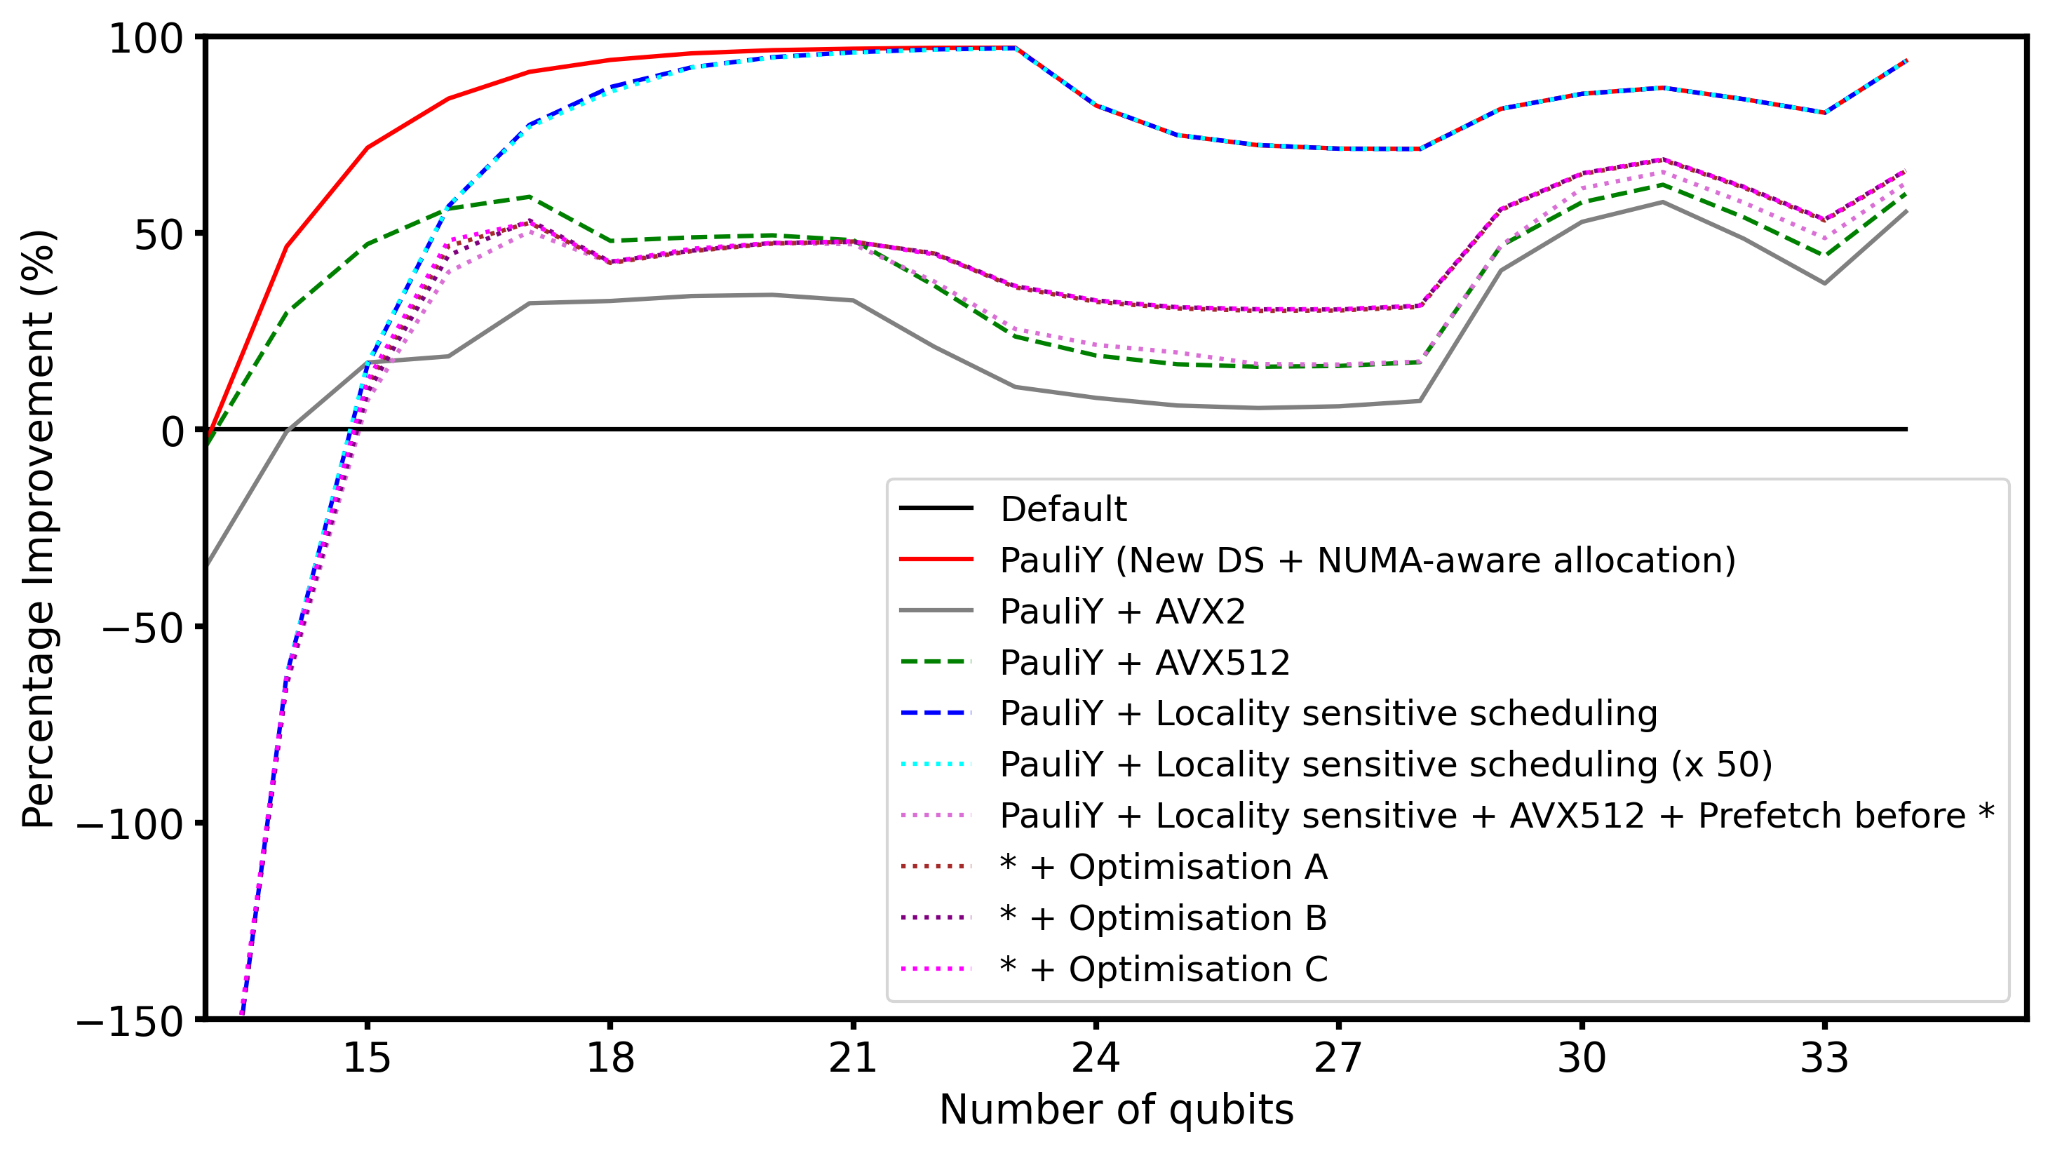 100
50
0
−50
−100
−150
Percentage Improvement (%)
Default
PauliY (New DS + NUMA-aware allocation)
PauliY + AVX2
PauliY + AVX512
PauliY + Locality sensitive scheduling
PauliY + Locality sensitive scheduling (x 50)
PauliY + Locality sensitive + AVX512 + Prefetch before *
* + Optimisation A
* + Optimisation B
* + Optimisation C
15 18 21 24 27 30 33
Number of qubits